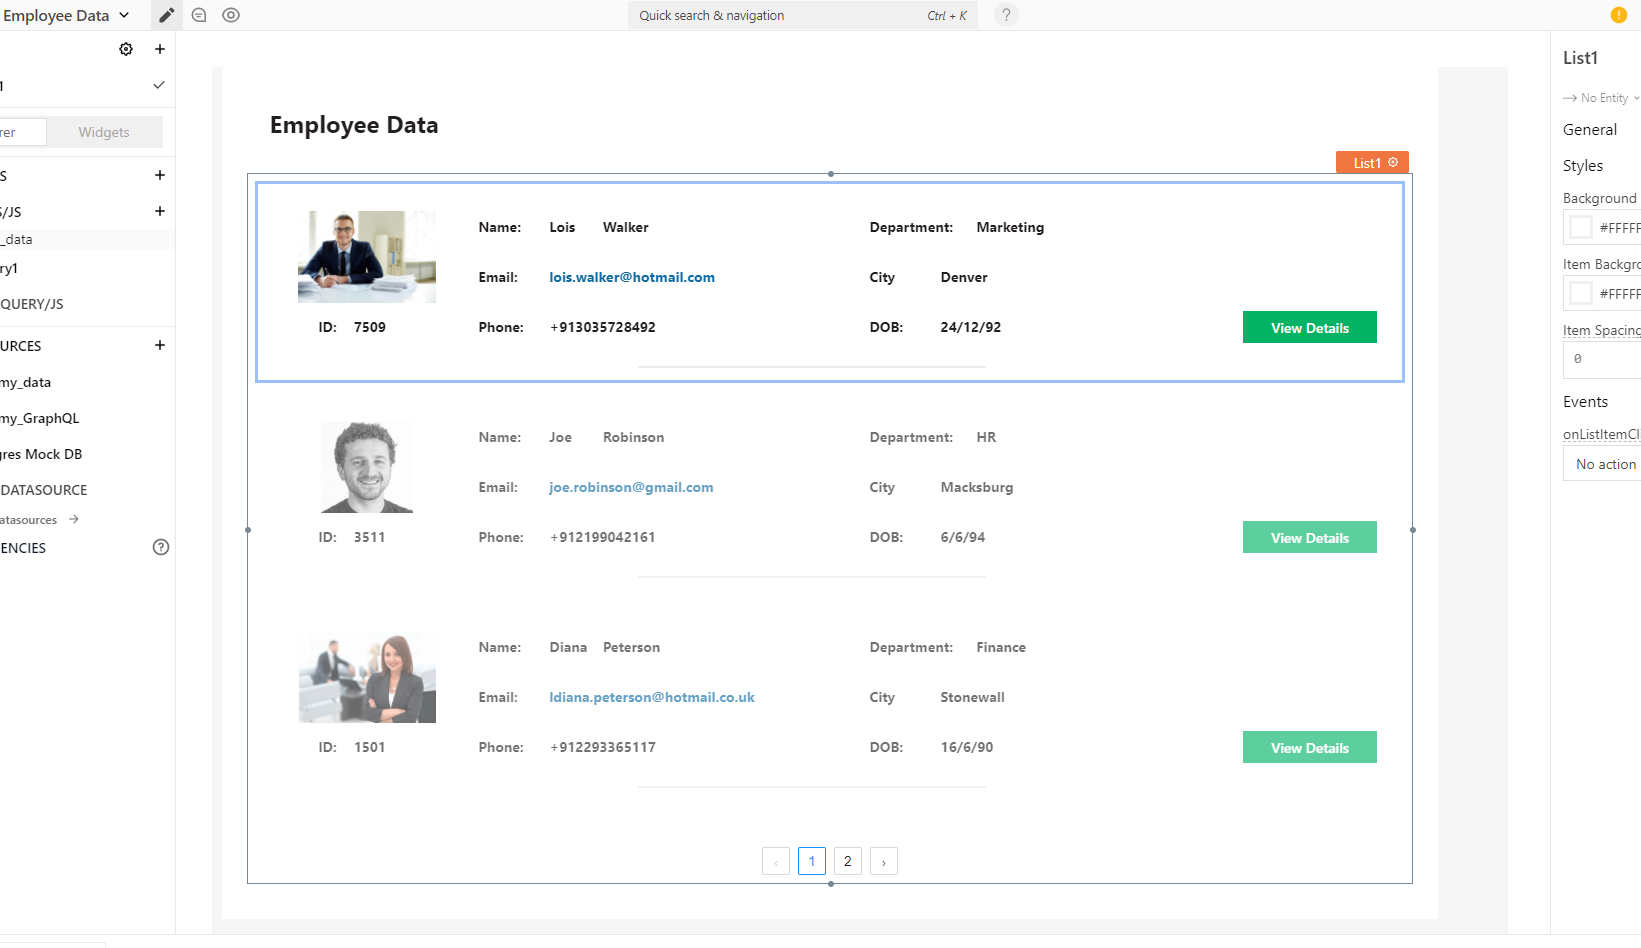 Employee Data
Quick search & navigation Ctrl + K ?
!
1
rer Widgets
S
S/JS
_data
ry1
QUERY/JS
URCES
my_data
my_GraphQL
gres Mock DB
DATASOURCE
atasources →
ENCIES ?
Employee Data
List1
Name: Lois Walker Department: Marketing
Email: lois.walker@hotmail.com City Denver
ID: 7509 Phone: +913035728492 DOB: 24/12/92 View Details
Name: Joe Robinson Department: HR
Email: joe.robinson@gmail.com City Macksburg
ID: 3511 Phone: +912199042161 DOB: 6/6/94 View Details
Name: Diana Peterson Department: Finance
Email: ldiana.peterson@hotmail.co.uk City Stonewall
ID: 1501 Phone: +912293365117 DOB: 16/6/90 View Details
‹ 1 2 ›
List1
→ No Entity
General
Styles
Background
#FFFFF
Item Backgro
#FFFFF
Item Spacing
0
Events
onListItemCli
No action